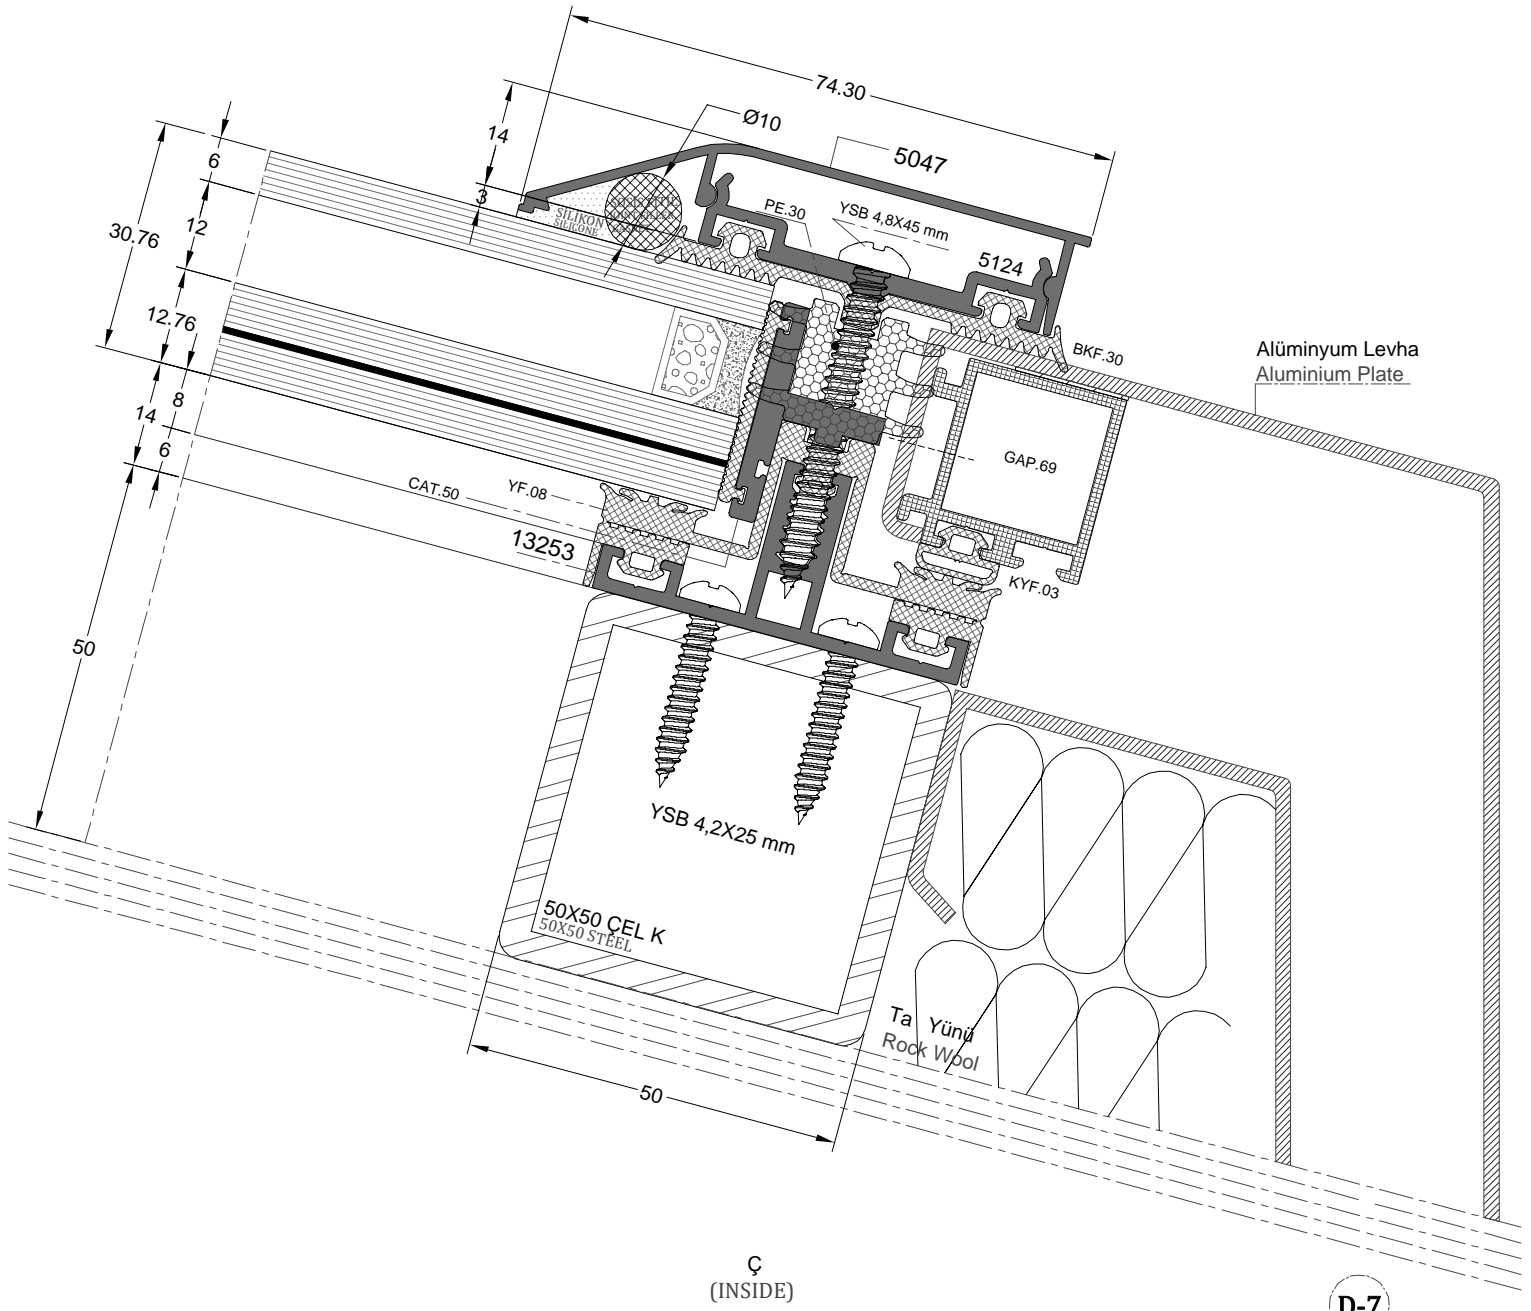 74.30
14
Ø10
5047
6
3
SILIKON
SILICONE
PE.30
YSB 4,8X45 mm
12
30.76
5124
12.76
BKF.30
Alüminyum Levha
Aluminium Plate
8
14
6
GAP.69
CAT.50
YF.08
13253
KYF.03
50
YSB 4,2X25 mm
50X50 ÇEL K
50X50 STEEL
Ta Yünü
Rock Wool
50
Ç
(INSIDE)
D-7